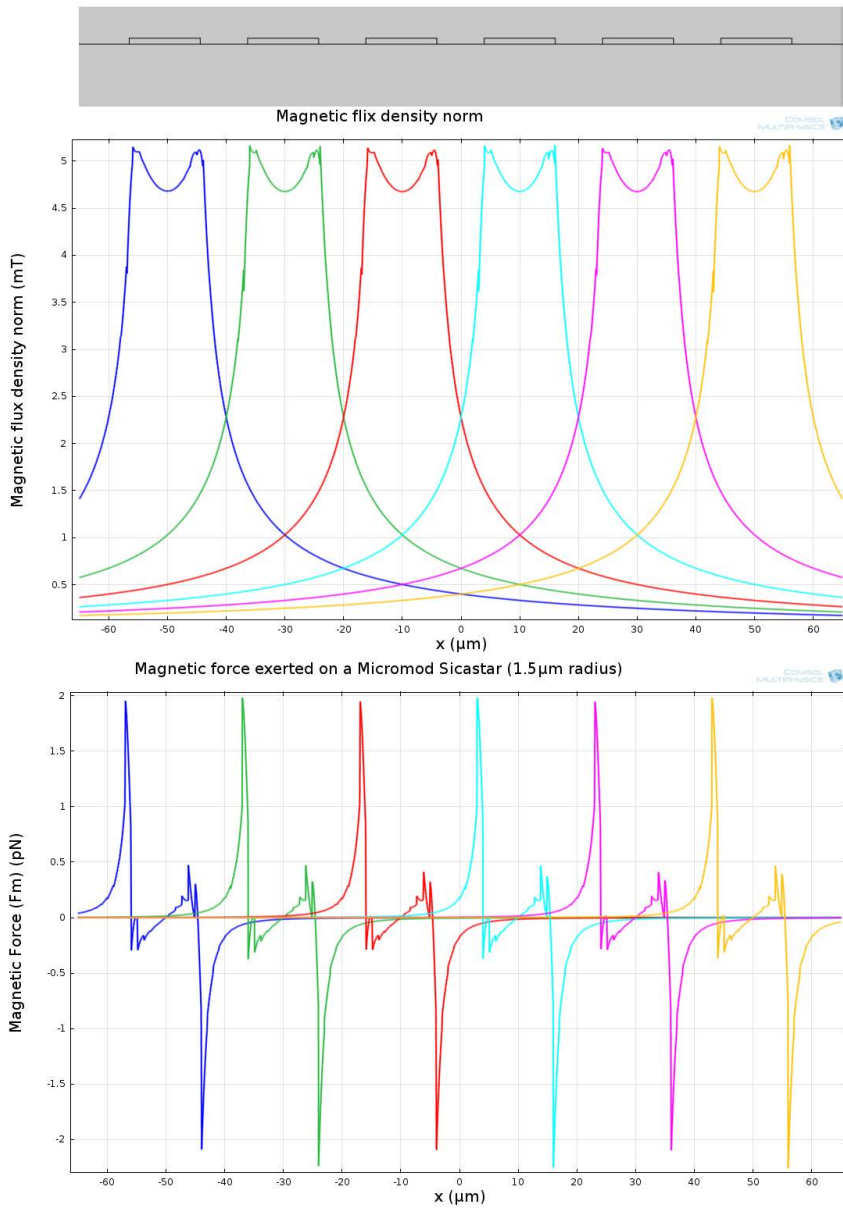 Magnetic flix density norm
COMSOL
MULTIPHYSICS
Magnetic flux density norm (mT)
5
4.5
4
3.5
3
2.5
2
1.5
1
0.5
-60 -50 -40 -30 -20 -10 0 10 20 30 40 50 60
x (μm)
Magnetic force exerted on a Micromod Sicastar (1.5μm radius)
COMSOL
MULTIPHYSICS
Magnetic Force (Fm) (pN)
2
1.5
1
0.5
0
-0.5
-1
-1.5
-2
-60 -50 -40 -30 -20 -10 0 10 20 30 40 50 60
x (μm)